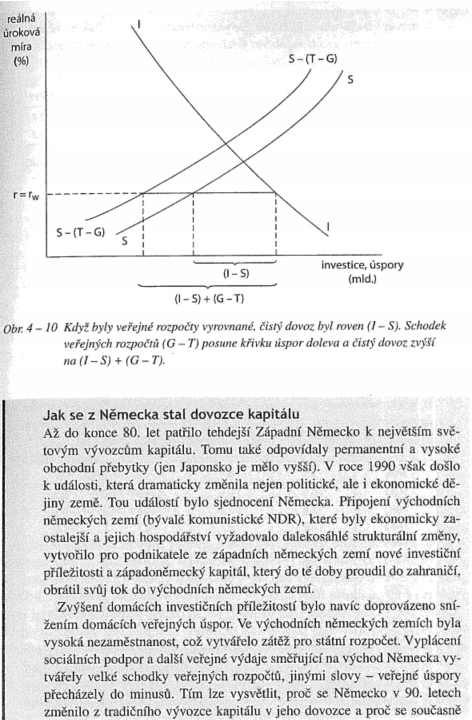 reálná
úroková
míra
(%)
I
S – (T – G)
S
r = r_w
S – (T – G)
S
I
investice, úspory
(mld.)
(I – S)
(I – S) + (G – T)
Obr. 4 – 10 Když byly veřejné rozpočty vyrovnané, čistý dovoz byl roven (I – S). Schodek
veřejných rozpočtů (G – T) posune křivku úspor doleva a čistý dovoz zvýší
na (I – S) + (G – T).
Jak se z Německa stal dovozce kapitálu
Až do konce 80. let patřilo tehdejší Západní Německo k největším svě-
tovým vývozcům kapitálu. Tomu také odpovídaly permanentní a vysoké
obchodní přebytky (jen Japonsko je mělo vyšší). V roce 1990 však došlo
k události, která dramaticky změnila nejen politické, ale i ekonomické dě-
jiny země. Tou událostí bylo sjednocení Německa. Připojení východních
německých zemí (bývalé komunistické NDR), které byly ekonomicky za-
ostalejší a jejich hospodářství vyžadovalo dalekosáhlé strukturální změny,
vytvořilo pro podnikatele ze západních německých zemí nové investiční
příležitosti a západoněmecký kapitál, který do té doby proudil do zahraničí,
obrátil svůj tok do východních německých zemí.
Zvýšení domácích investičních příležitostí bylo navíc doprovázeno sní-
žením domácích veřejných úspor. Ve východních německých zemích byla
vysoká nezaměstnanost, což vytvářelo zátěž pro státní rozpočet. Vyplácení
sociálních podpor a další veřejné výdaje směřující na východ Německa vy-
tvářely velké schodky veřejných rozpočtů, jinými slovy – veřejné úspory
přecházely do minusů. Tím lze vysvětlit, proč se Německo v 90. letech
změnilo z tradičního vývozce kapitálu v jeho dovozce a proč se současně